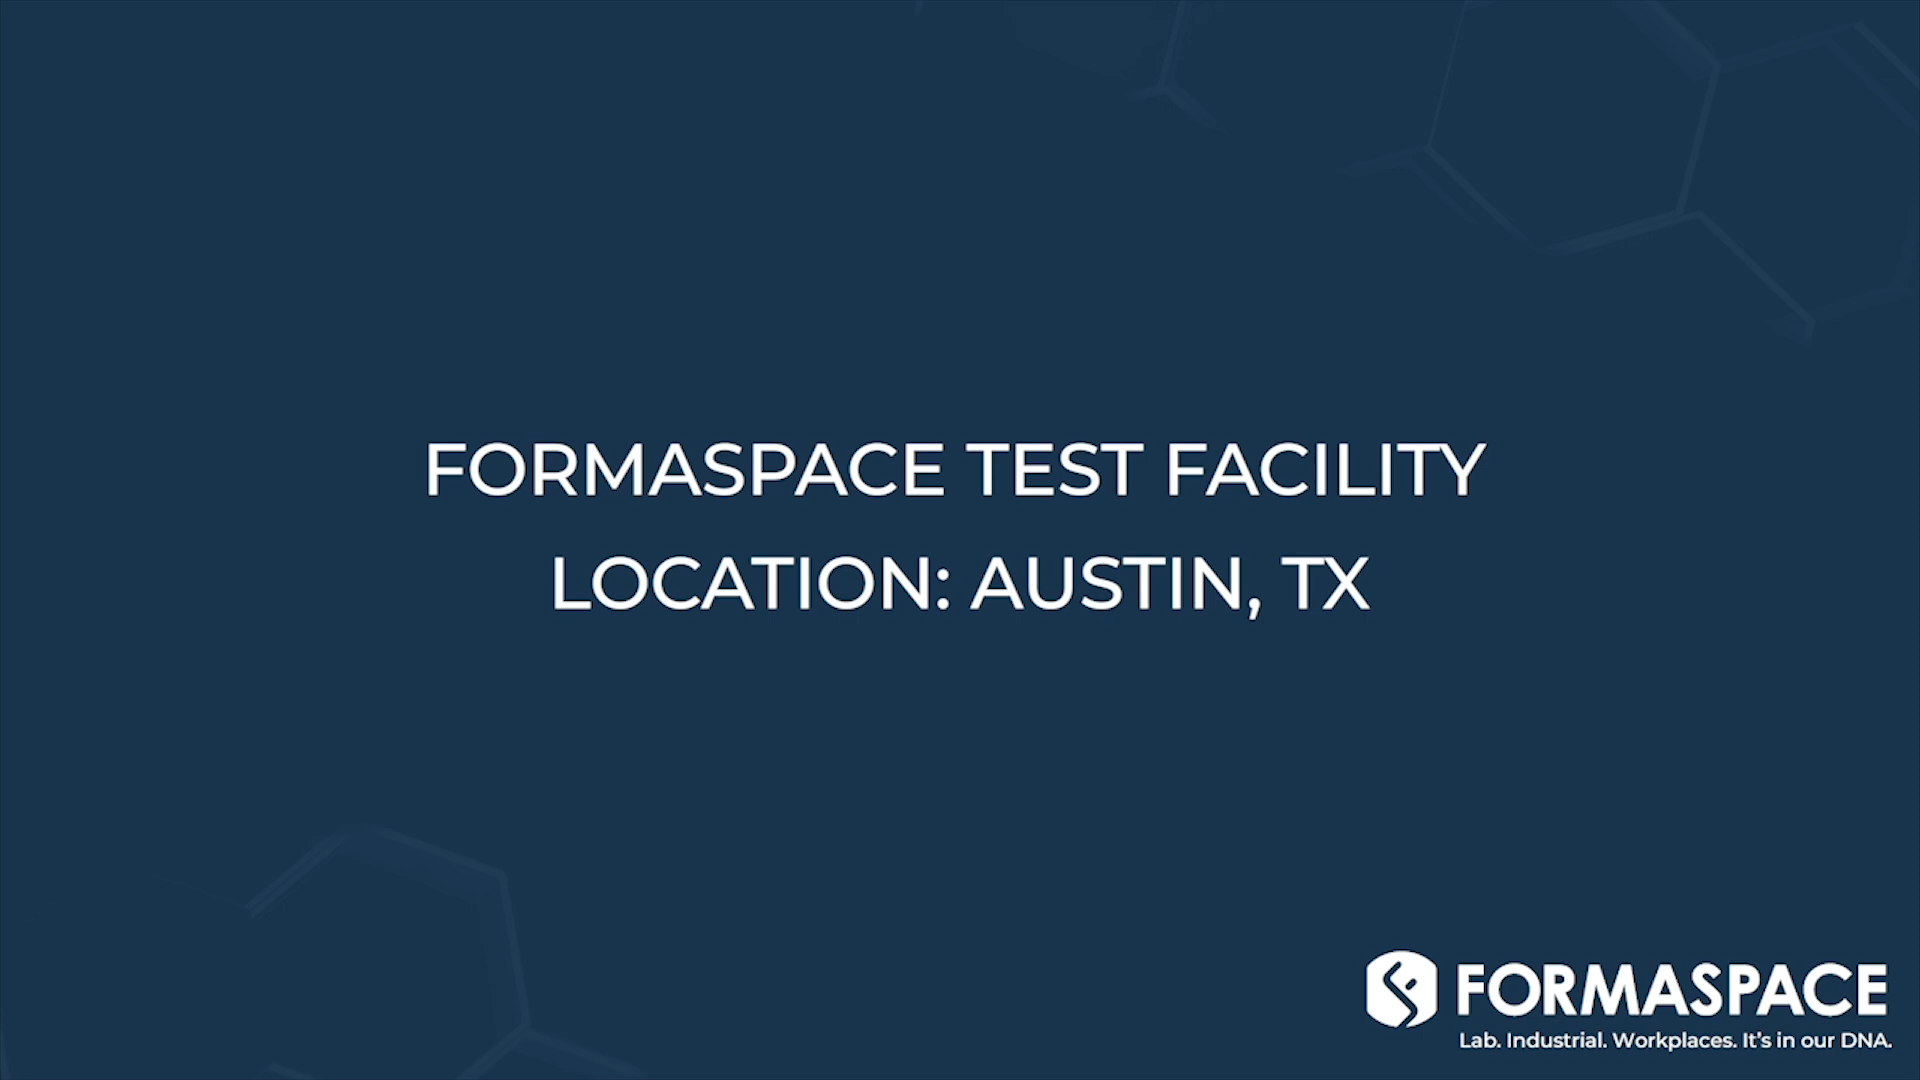 FORMASPACE TEST FACILITY
LOCATION: AUSTIN, TX
FORMASPACE
Lab. Industrial. Workplaces. It's in our DNA.